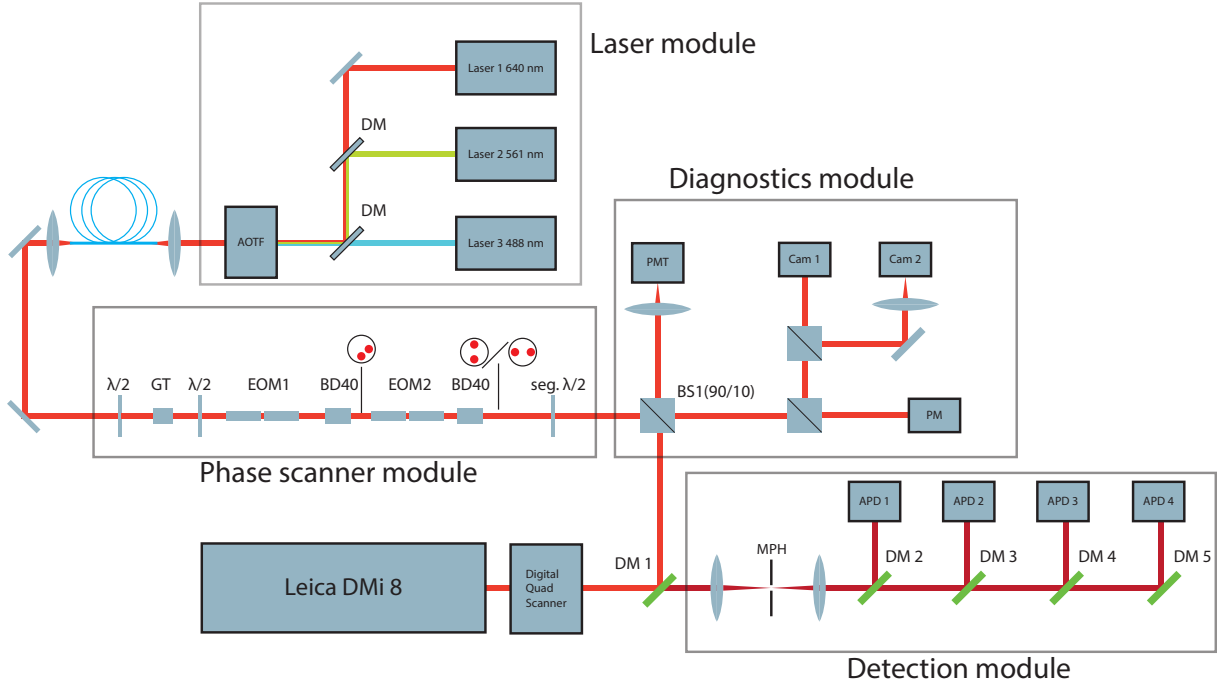 Laser module
Laser 1 640 nm
DM
Laser 2 561 nm
DM
AOTF
Laser 3 488 nm
Diagnostics module
PMT
Cam 1
Cam 2
BS1(90/10)
PM
λ/2
GT
λ/2
EOM1
BD40
EOM2
BD40
seg. λ/2
Phase scanner module
APD 1
APD 2
APD 3
APD 4
MPH
DM 1
DM 2
DM 3
DM 4
DM 5
Leica DMi 8
Digital
Quad
Scanner
Detection module